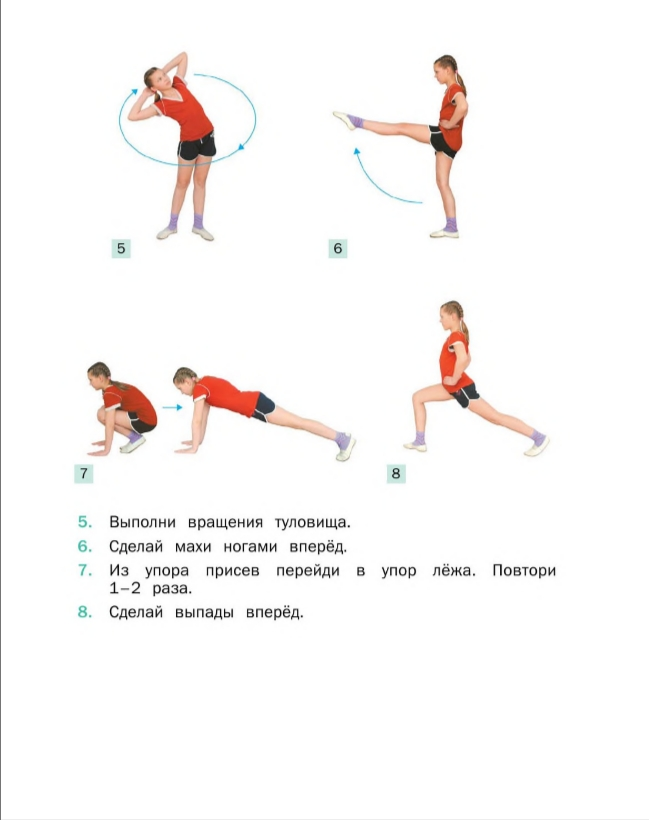 5
6
7
8
5. Выполни вращения туловища.
6. Сделай махи ногами вперёд.
7. Из упора присев перейди в упор лёжа. Повтори
1–2 раза.
8. Сделай выпады вперёд.